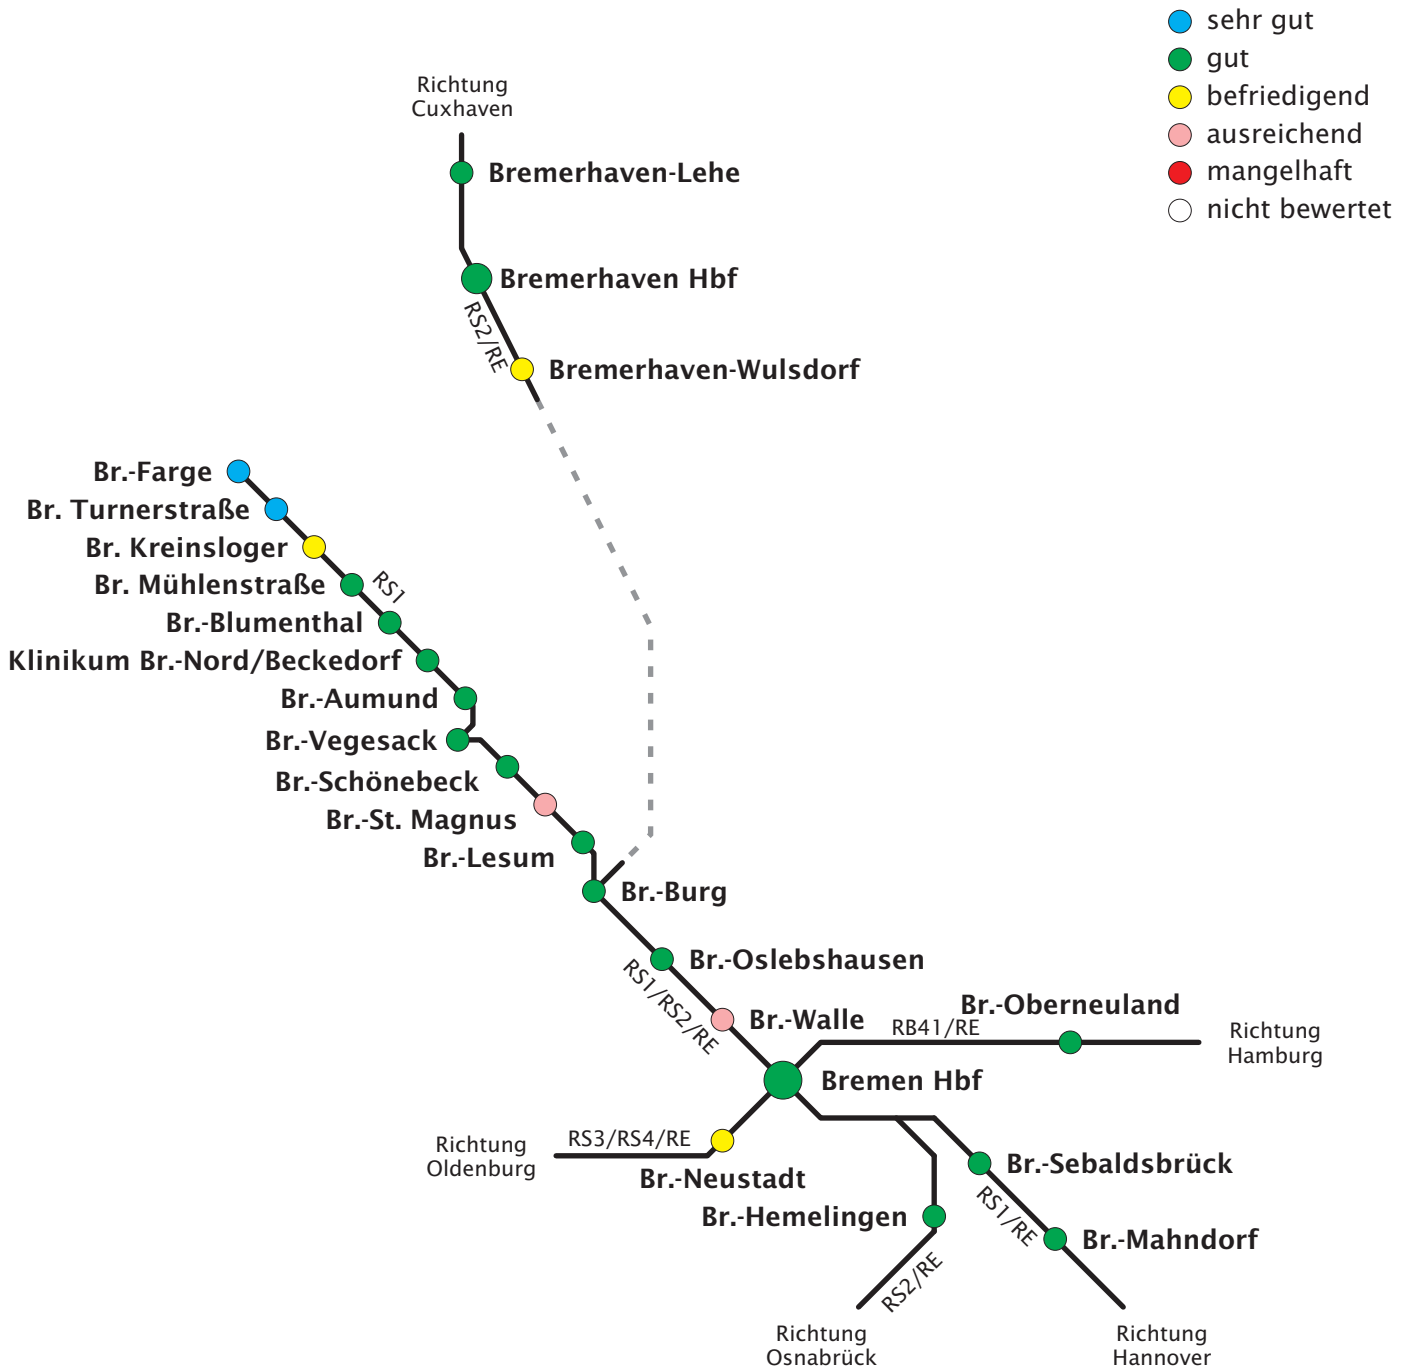 sehr gut
gut
befriedigend
ausreichend
mangelhaft
nicht bewertet
Richtung
Cuxhaven
Bremerhaven-Lehe
Bremerhaven Hbf
RS2/RE
Bremerhaven-Wulsdorf
Br.-Farge
Br. Turnerstraße
Br. Kreinsloger
Br. Mühlenstraße
RS1
Br.-Blumenthal
Klinikum Br.-Nord/Beckedorf
Br.-Aumund
Br.-Vegesack
Br.-Schönebeck
Br.-St. Magnus
Br.-Lesum
Br.-Burg
Br.-Oslebshausen
RS1/RS2/RE
Br.-Walle
Br.-Oberneuland
RB41/RE
Richtung
Hamburg
Bremen Hbf
RS3/RS4/RE
Richtung
Oldenburg
Br.-Neustadt
Br.-Sebaldsbrück
Br.-Hemelingen
RS1/RE
Br.-Mahndorf
RS2/RE
Richtung
Osnabrück
Richtung
Hannover